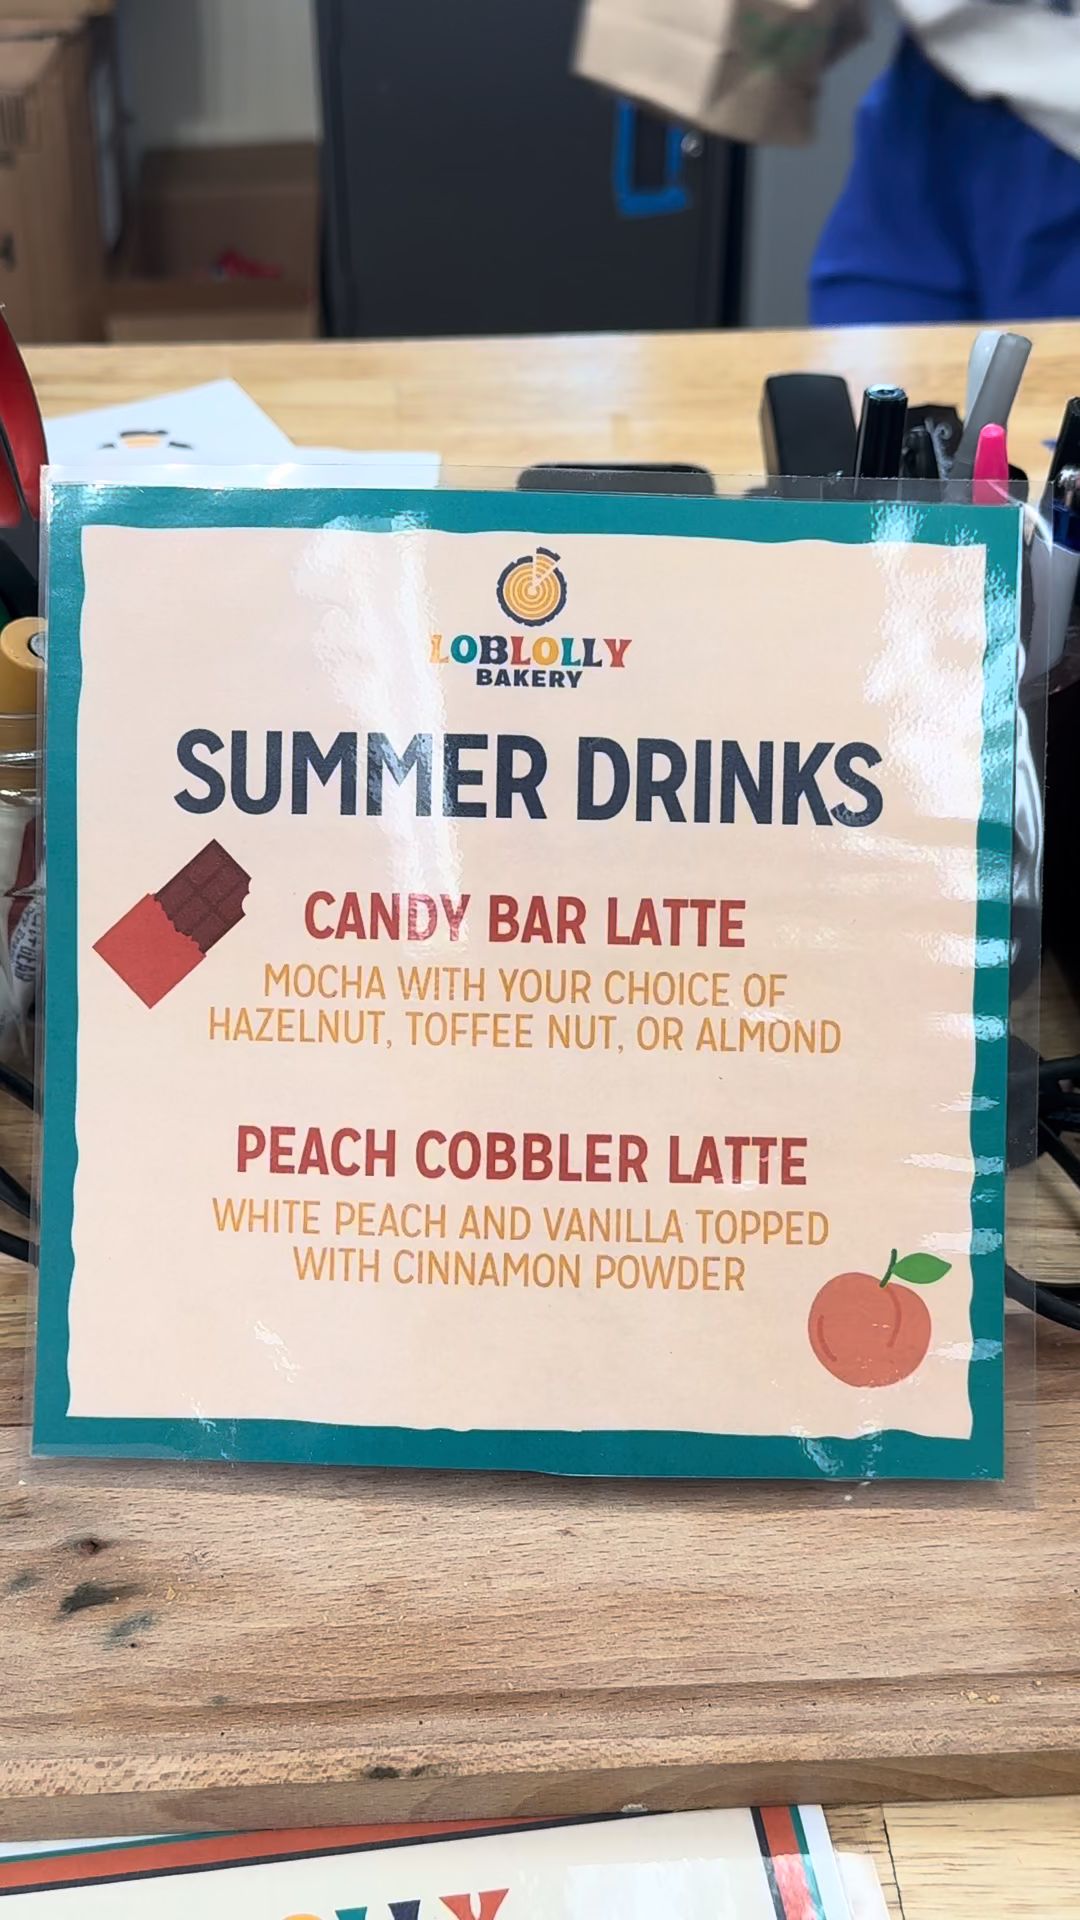 LOBLOLLY
BAKERY
SUMMER DRINKS
CANDY BAR LATTE
MOCHA WITH YOUR CHOICE OF
HAZELNUT, TOFFEE NUT, OR ALMOND
PEACH COBBLER LATTE
WHITE PEACH AND VANILLA TOPPED
WITH CINNAMON POWDER